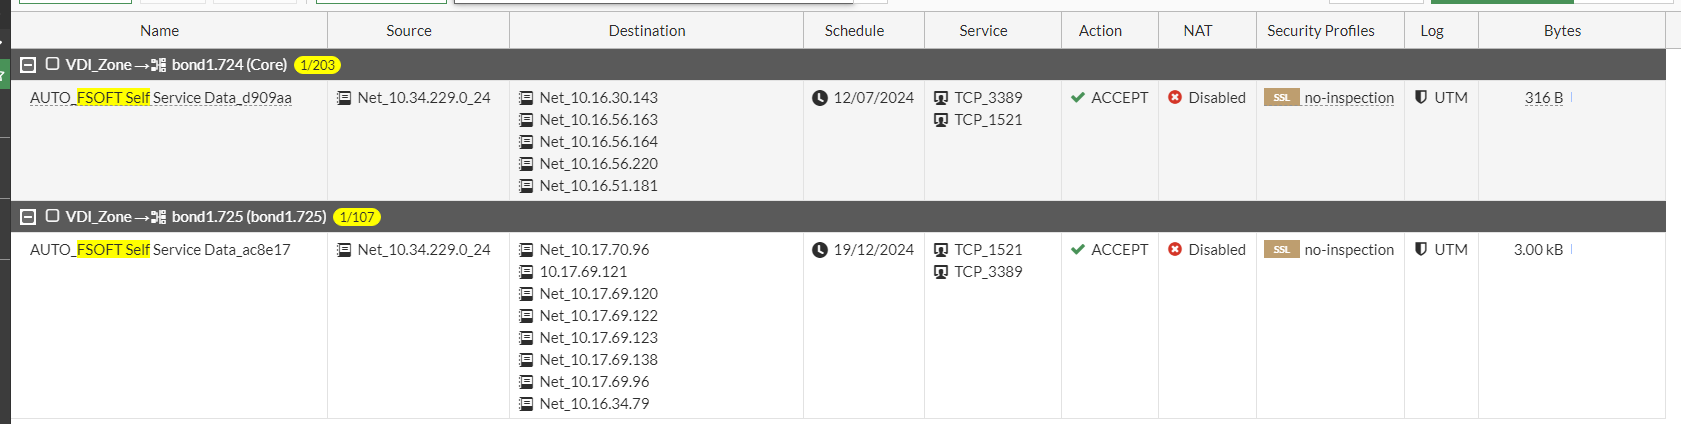 Name Source Destination Schedule Service Action NAT Security Profiles Log Bytes
VDI_Zone → bond1.724 (Core) 1/203
AUTO_FSOFT Self Service Data_d909aa Net_10.34.229.0_24 Net_10.16.30.143 12/07/2024 TCP_3389 ACCEPT Disabled SSL no-inspection UTM 316 B
Net_10.16.56.163 TCP_1521
Net_10.16.56.164
Net_10.16.56.220
Net_10.16.51.181
VDI_Zone → bond1.725 (bond1.725) 1/107
AUTO_FSOFT Self Service Data_ac8e17 Net_10.34.229.0_24 Net_10.17.70.96 19/12/2024 TCP_1521 ACCEPT Disabled SSL no-inspection UTM 3.00 kB
10.17.69.121 TCP_3389
Net_10.17.69.120
Net_10.17.69.122
Net_10.17.69.123
Net_10.17.69.138
Net_10.17.69.96
Net_10.16.34.79